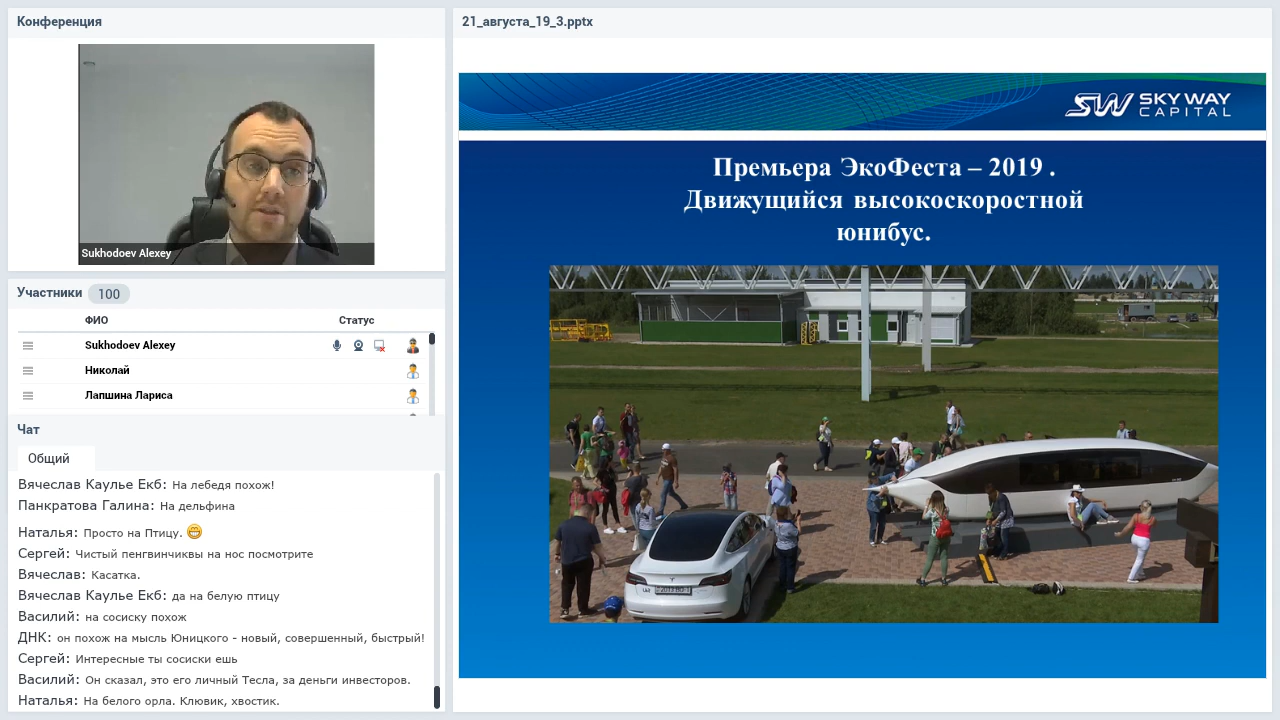 Конференция
Sukhodoev Alexey
Участники 100
ФИО Статус
Sukhodoev Alexey
Николай
Лапшина Лариса
Чат
Общий
Вячеслав Каулье Екб: На лебедя похож!
Панкратова Галина: На дельфина
Наталья: Просто на Птицу. 😁
Сергей: Чистый пенгвинчиквы на нос посмотрите
Вячеслав: Касатка.
Вячеслав Каулье Екб: да на белую птицу
Василий: на сосиску похож
ДНК: он похож на мысль Юницкого - новый, совершенный, быстрый!
Сергей: Интересные ты сосиски ешь
Василий: Он сказал, это его личный Тесла, за деньги инвесторов.
Наталья: На белого орла. Клювик, хвостик.
21_августа_19_3.pptx
SW SKY WAY
CAPITAL
Премьера ЭкоФеста – 2019 .
Движущийся высокоскоростной
юнибус.